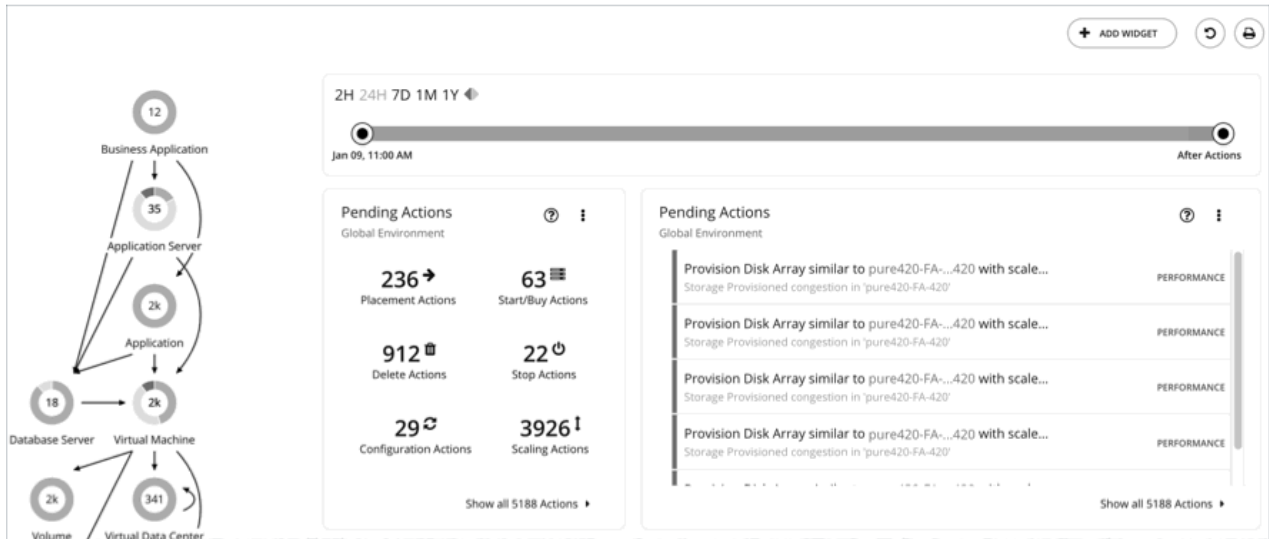 ADD WIDGET
12
Business Application
35
Application Server
2k
Application
18
2k
Database Server
Virtual Machine
2k
341
Volume
Virtual Data Center
2H 24H 7D 1M 1Y
Jan 09, 11:00 AM
After Actions
Pending Actions
Global Environment
236
Placement Actions
63
Start/Buy Actions
912
Delete Actions
22
Stop Actions
29
Configuration Actions
3926
Scaling Actions
Show all 5188 Actions
Pending Actions
Global Environment
Provision Disk Array similar to pure420-FA-...420 with scale...
Storage Provisioned congestion in 'pure420-FA-420'
PERFORMANCE
Provision Disk Array similar to pure420-FA-...420 with scale...
Storage Provisioned congestion in 'pure420-FA-420'
PERFORMANCE
Provision Disk Array similar to pure420-FA-...420 with scale...
Storage Provisioned congestion in 'pure420-FA-420'
PERFORMANCE
Provision Disk Array similar to pure420-FA-...420 with scale...
Storage Provisioned congestion in 'pure420-FA-420'
PERFORMANCE
Show all 5188 Actions